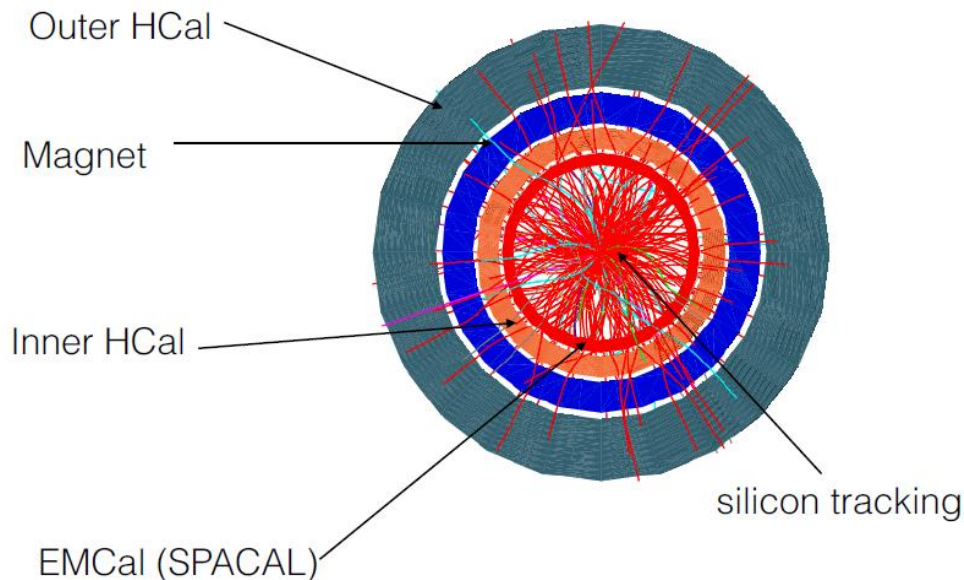 Outer HCal
Magnet
Inner HCal
silicon tracking
EMCal (SPACAL)